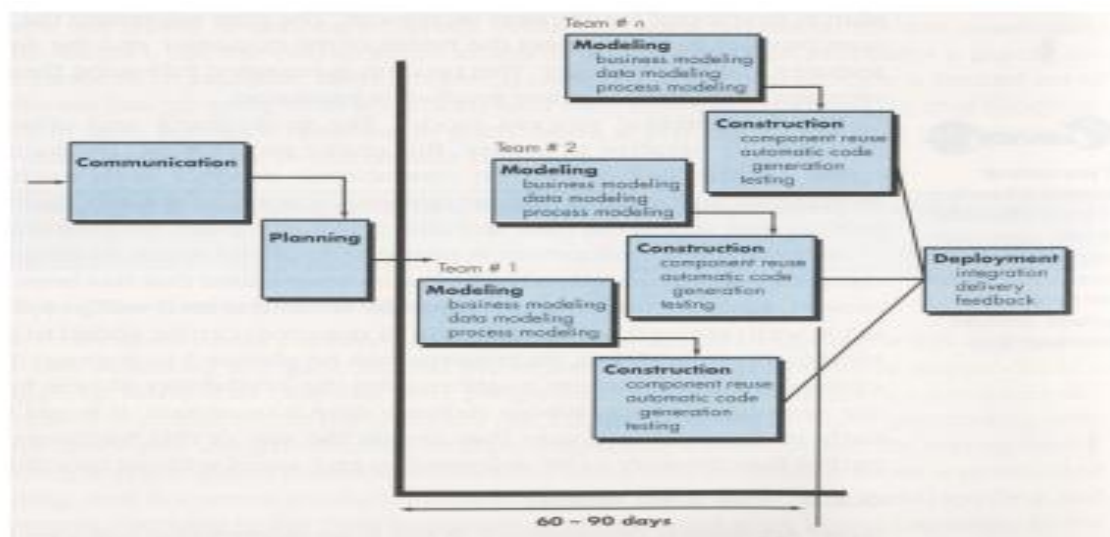 Communication
Planning
Team # 1
Modeling
business modeling
data modeling
process modeling
Construction
component reuse
automatic code
generation
testing
Team # 2
Modeling
business modeling
data modeling
process modeling
Construction
component reuse
automatic code
generation
testing
Team # n
Modeling
business modeling
data modeling
process modeling
Construction
component reuse
automatic code
generation
testing
Deployment
integration
delivery
feedback
60 – 90 days